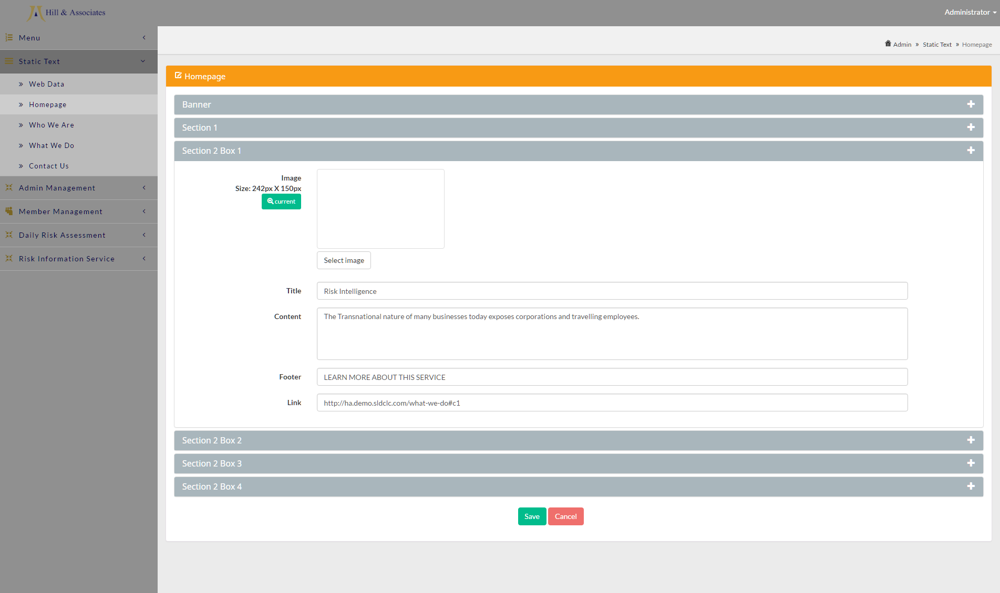 Hill & Associates
Administrator
Menu
Static Text
Web Data
Homepage
Who We Are
What We Do
Contact Us
Admin Management
Member Management
Daily Risk Assessment
Risk Information Service
Admin » Static Text » Homepage
Homepage
Banner
Section 1
Section 2 Box 1
Image
Size: 242px X 150px
current
Select image
Title
Risk Intelligence
Content
The Transnational nature of many businesses today exposes corporations and travelling employees.
Footer
LEARN MORE ABOUT THIS SERVICE
Link
http://ha.demo.sldclc.com/what-we-do#c1
Section 2 Box 2
Section 2 Box 3
Section 2 Box 4
Save
Cancel